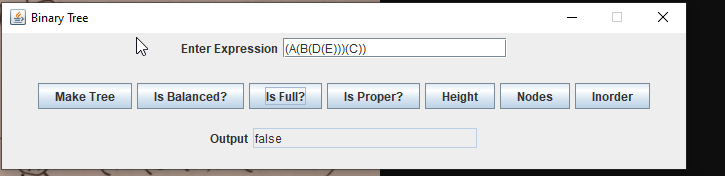 Binary Tree
Enter Expression (A(B(D(E)))(C))
Make Tree Is Balanced? Is Full? Is Proper? Height Nodes Inorder
Output false